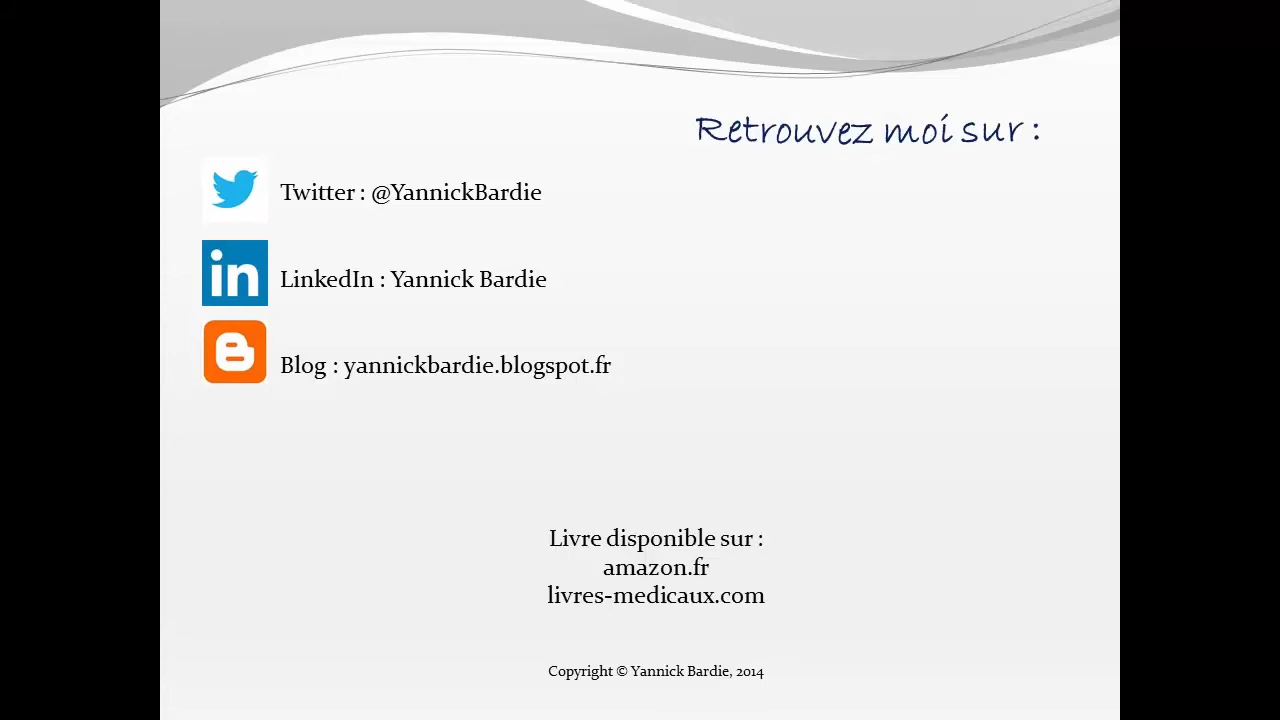 Retrouvez moi sur :
Twitter : @YannickBardie
in
LinkedIn : Yannick Bardie
Blog : yannickbardie.blogspot.fr
Livre disponible sur :
amazon.fr
livres-medicaux.com
Copyright © Yannick Bardie, 2014